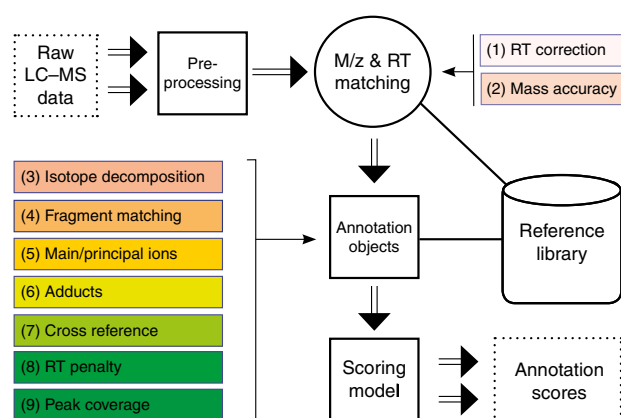 Raw
LC–MS
data
Pre-
processing
M/z & RT
matching
(1) RT correction
(2) Mass accuracy
(3) Isotope decomposition
(4) Fragment matching
(5) Main/principal ions
(6) Adducts
(7) Cross reference
(8) RT penalty
(9) Peak coverage
Annotation
objects
Reference
library
Scoring
model
Annotation
scores